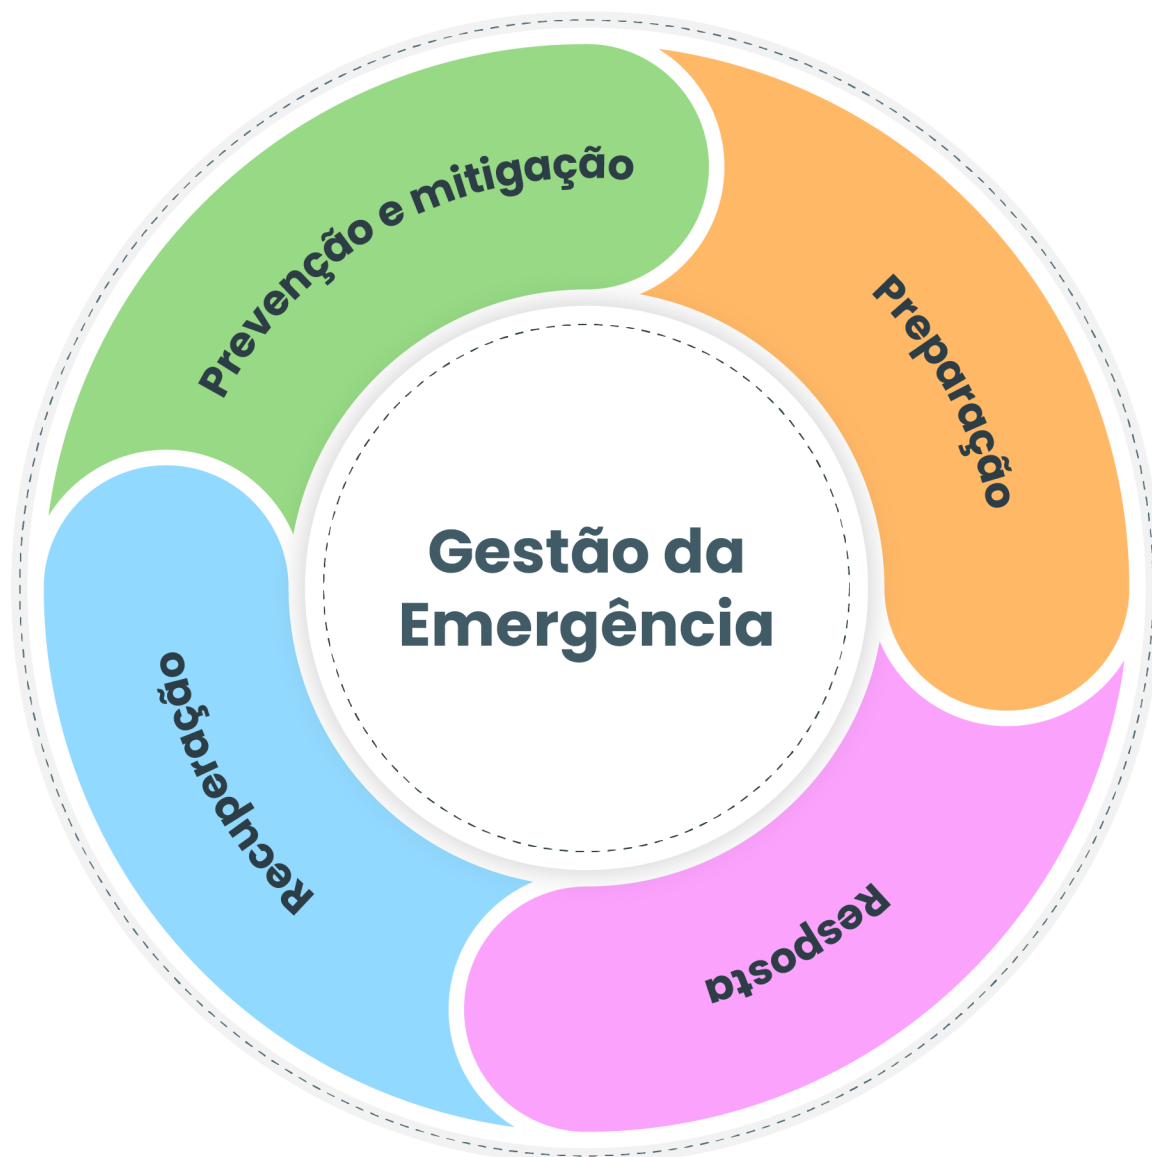 Prevenção e mitigação
Preparação
Gestão da
Emergência
Resposta
Recuperação